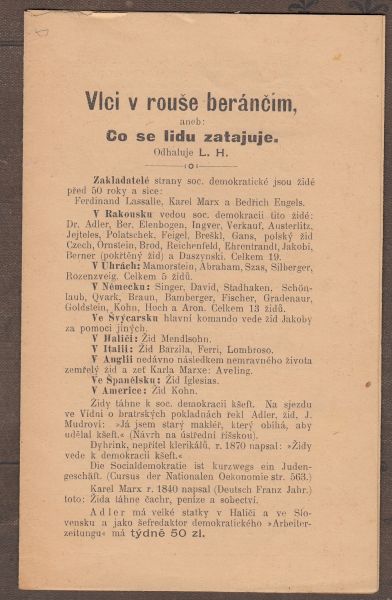 Vlci v rouše beránčím,
aneb:
Co se lidu zatajuje.
Odhaluje L. H.
Zakladatelé strany soc. demokratické jsou židé
před 50 roky a sice:
Ferdinand Lassalle, Karel Marx a Bedřich Engels.
V Rakousku vedou soc. demokracii tito židé:
Dr. Adler, Ber. Elenbogen, Ingver, Verkauf, Austerlitz,
Jejteles, Polatschek, Feigel, Breškl, Gans, polský žid
Czech, Örnstein, Brod, Reichenfeld, Ehrentrandt, Jakobi,
Berner (pokřtěný žid) a Daszynski. Celkem 19.
V Uhrách: Mamorstein, Abraham, Szas, Silberger,
Rozenzveig. Celkem 5 židů.
V Německu: Singer, David, Stadhaken, Schön-
laub, Qvark, Braun, Bamberger, Fischer, Gradenaur,
Goldstein, Kohn, Hoch a Aron. Celkem 13 židů.
Ve Švýcarsku hlavní komando vede žid Jakoby
za pomoci jiných.
V Haliči: Žid Mendlsohn.
V Italii: Žid Barzila, Ferri, Lombroso.
V Anglii nedávno následkem nemravného života
zemřelý žid a zeť Karla Marxe: Aveling.
Ve Španělsku: Žid Iglesias.
V Americe: Žid Kohn.
Židy táhne k soc. demokracii kšeft. Na sjezdu
ve Vídni o bratrských pokladnách řekl Adler, žid, J.
Mudrovi: »Já jsem starý makléř, který obíhá, aby
udělal kšeft.« (Návrh na ústřední říšskou).
Dyhrink, nepřítel klerikálů, r. 1870 napsal: »Židy
vede k demokracii kšeft.«
Die Socialdemokratie ist kurzwegs ein Juden-
geschäft. (Cursus der Nationalen Oekonomie str. 563.)
Karel Marx r. 1840 napsal (Deutsch Franz Jahr.)
toto: Žida táhne čachr, peníze a sobectví.
Adler má velké statky v Haliči a ve Slo-
vensku a jako šefredaktor demokratického »Arbeiter-
zeitungu« má týdně 50 zl.